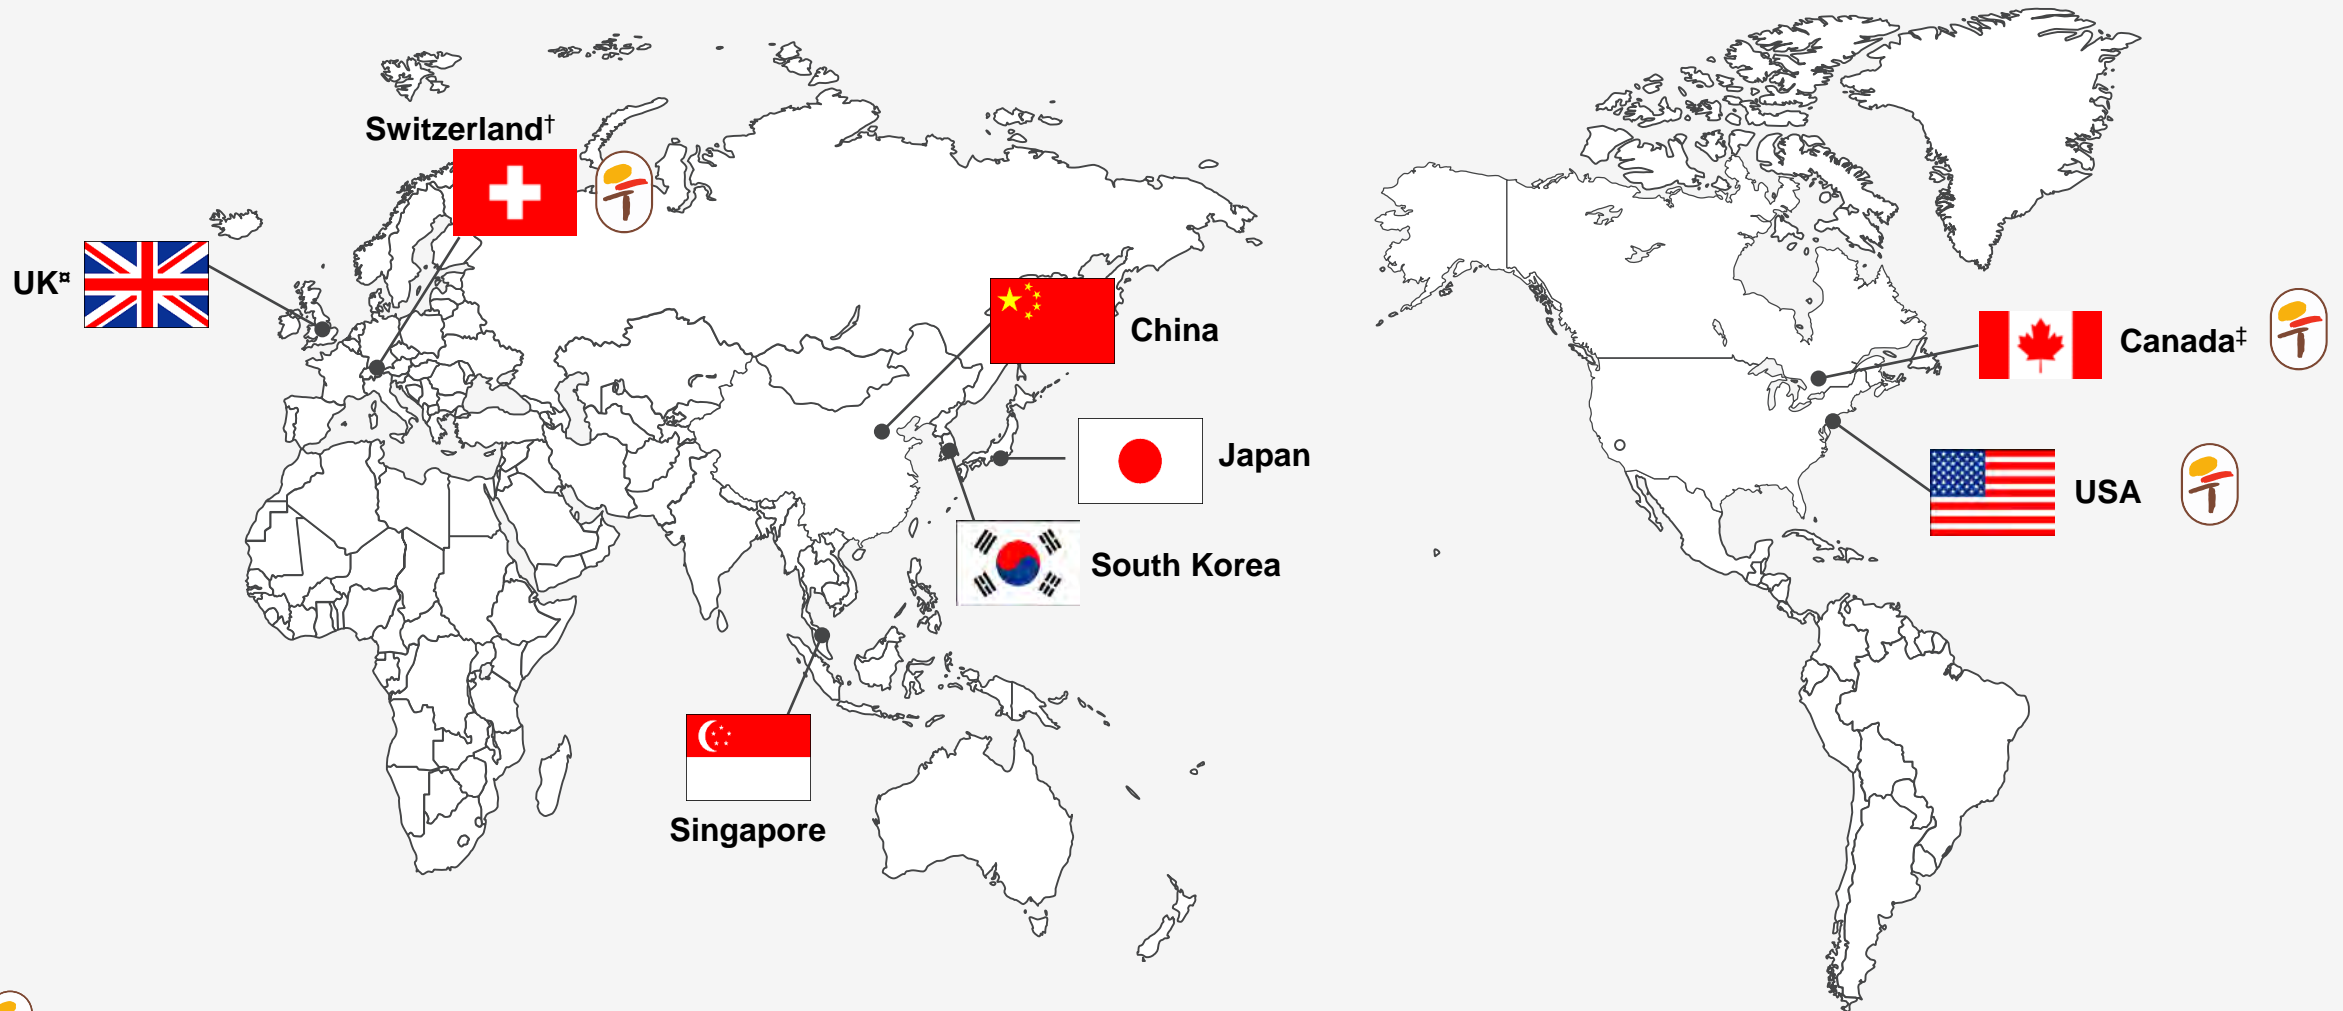 Switzerland†
UK¤
China
Canada‡
Japan
USA
South Korea
Singapore